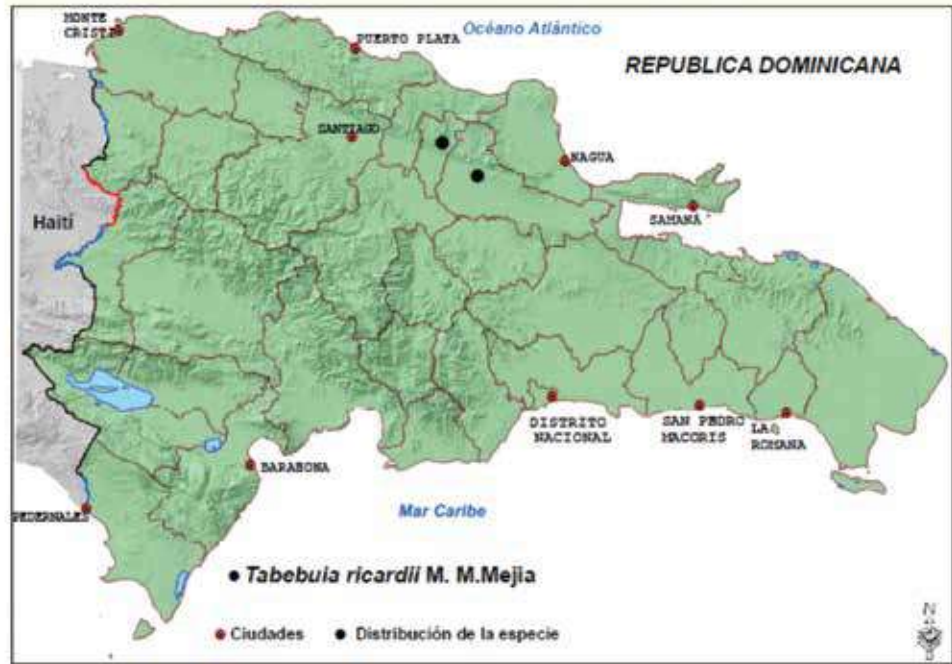 MONTE
CRISTI
PUERTO PLATA
Océano Atlántico
REPUBLICA DOMINICANA
SANTIAGO
NAGUA
SAMANÁ
Haití
DISTRITO
NACIONAL
SAN PEDRO
MACORIS
LA
ROMANA
BARAHONA
PEDERNALES
Mar Caribe
Tabebuia ricardii M. M.Mejia
Ciudades
Distribución de la especie
N